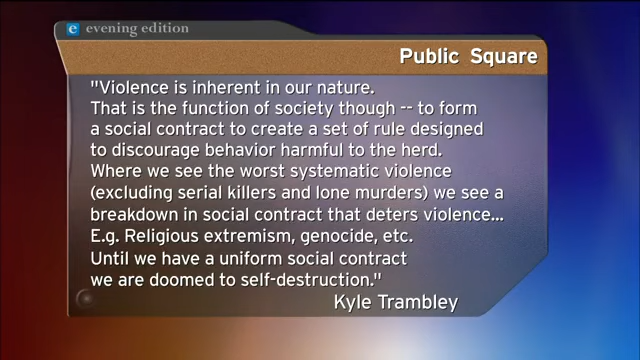 e evening edition
Public Square
"Violence is inherent in our nature.
That is the function of society though -- to form
a social contract to create a set of rule designed
to discourage behavior harmful to the herd.
Where we see the worst systematic violence
(excluding serial killers and lone murders) we see a
breakdown in social contract that deters violence...
E.g. Religious extremism, genocide, etc.
Until we have a uniform social contract
we are doomed to self-destruction."
Kyle Trambley